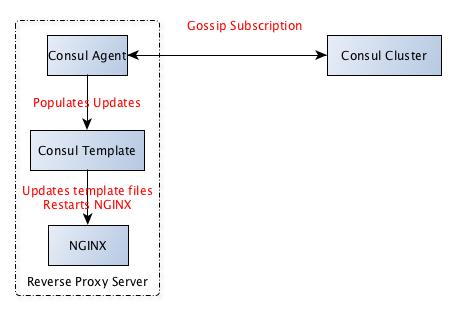 Gossip Subscription
Consul Agent
Consul Cluster
Populates Updates
Consul Template
Updates template files
Restarts NGINX
NGINX
Reverse Proxy Server